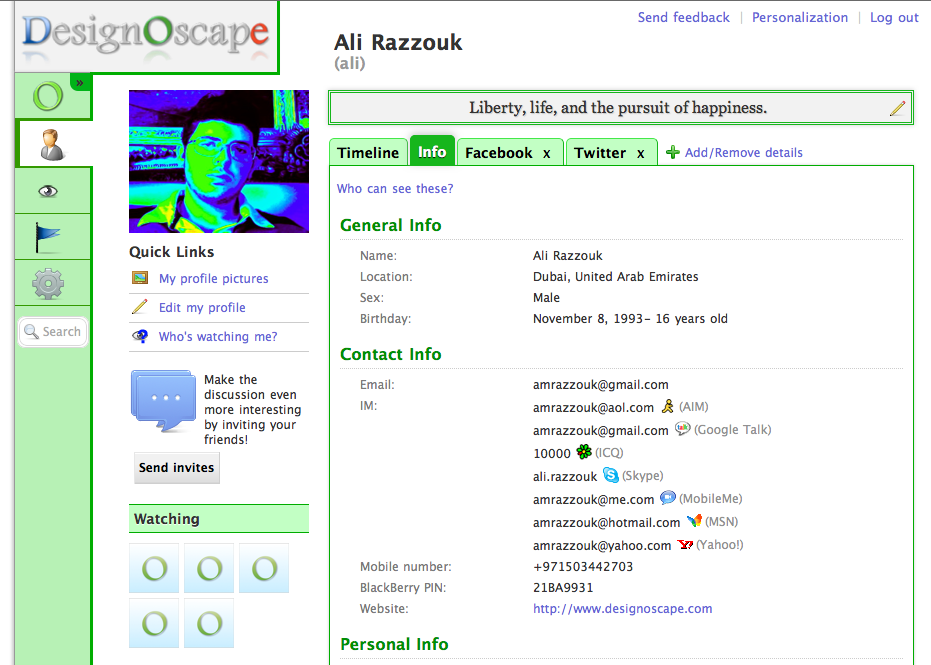 DesignOscape
Send feedback | Personalization | Log out
Ali Razzouk
(ali)
»
Liberty, life, and the pursuit of happiness.
Timeline Info Facebook x Twitter x Add/Remove details
Who can see these?
General Info
Name: Ali Razzouk
Location: Dubai, United Arab Emirates
Sex: Male
Birthday: November 8, 1993- 16 years old
Contact Info
Email: amrazzouk@gmail.com
IM: amrazzouk@aol.com (AIM)
amrazzouk@gmail.com talk (Google Talk)
10000 (ICQ)
ali.razzouk (Skype)
amrazzouk@me.com (MobileMe)
amrazzouk@hotmail.com (MSN)
amrazzouk@yahoo.com Y! (Yahoo!)
Mobile number: +971503442703
BlackBerry PIN: 21BA9931
Website: http://www.designoscape.com
Personal Info
Search
Quick Links
My profile pictures
Edit my profile
Who's watching me?
Make the
discussion even
more interesting
by inviting your
friends!
Send invites
Watching